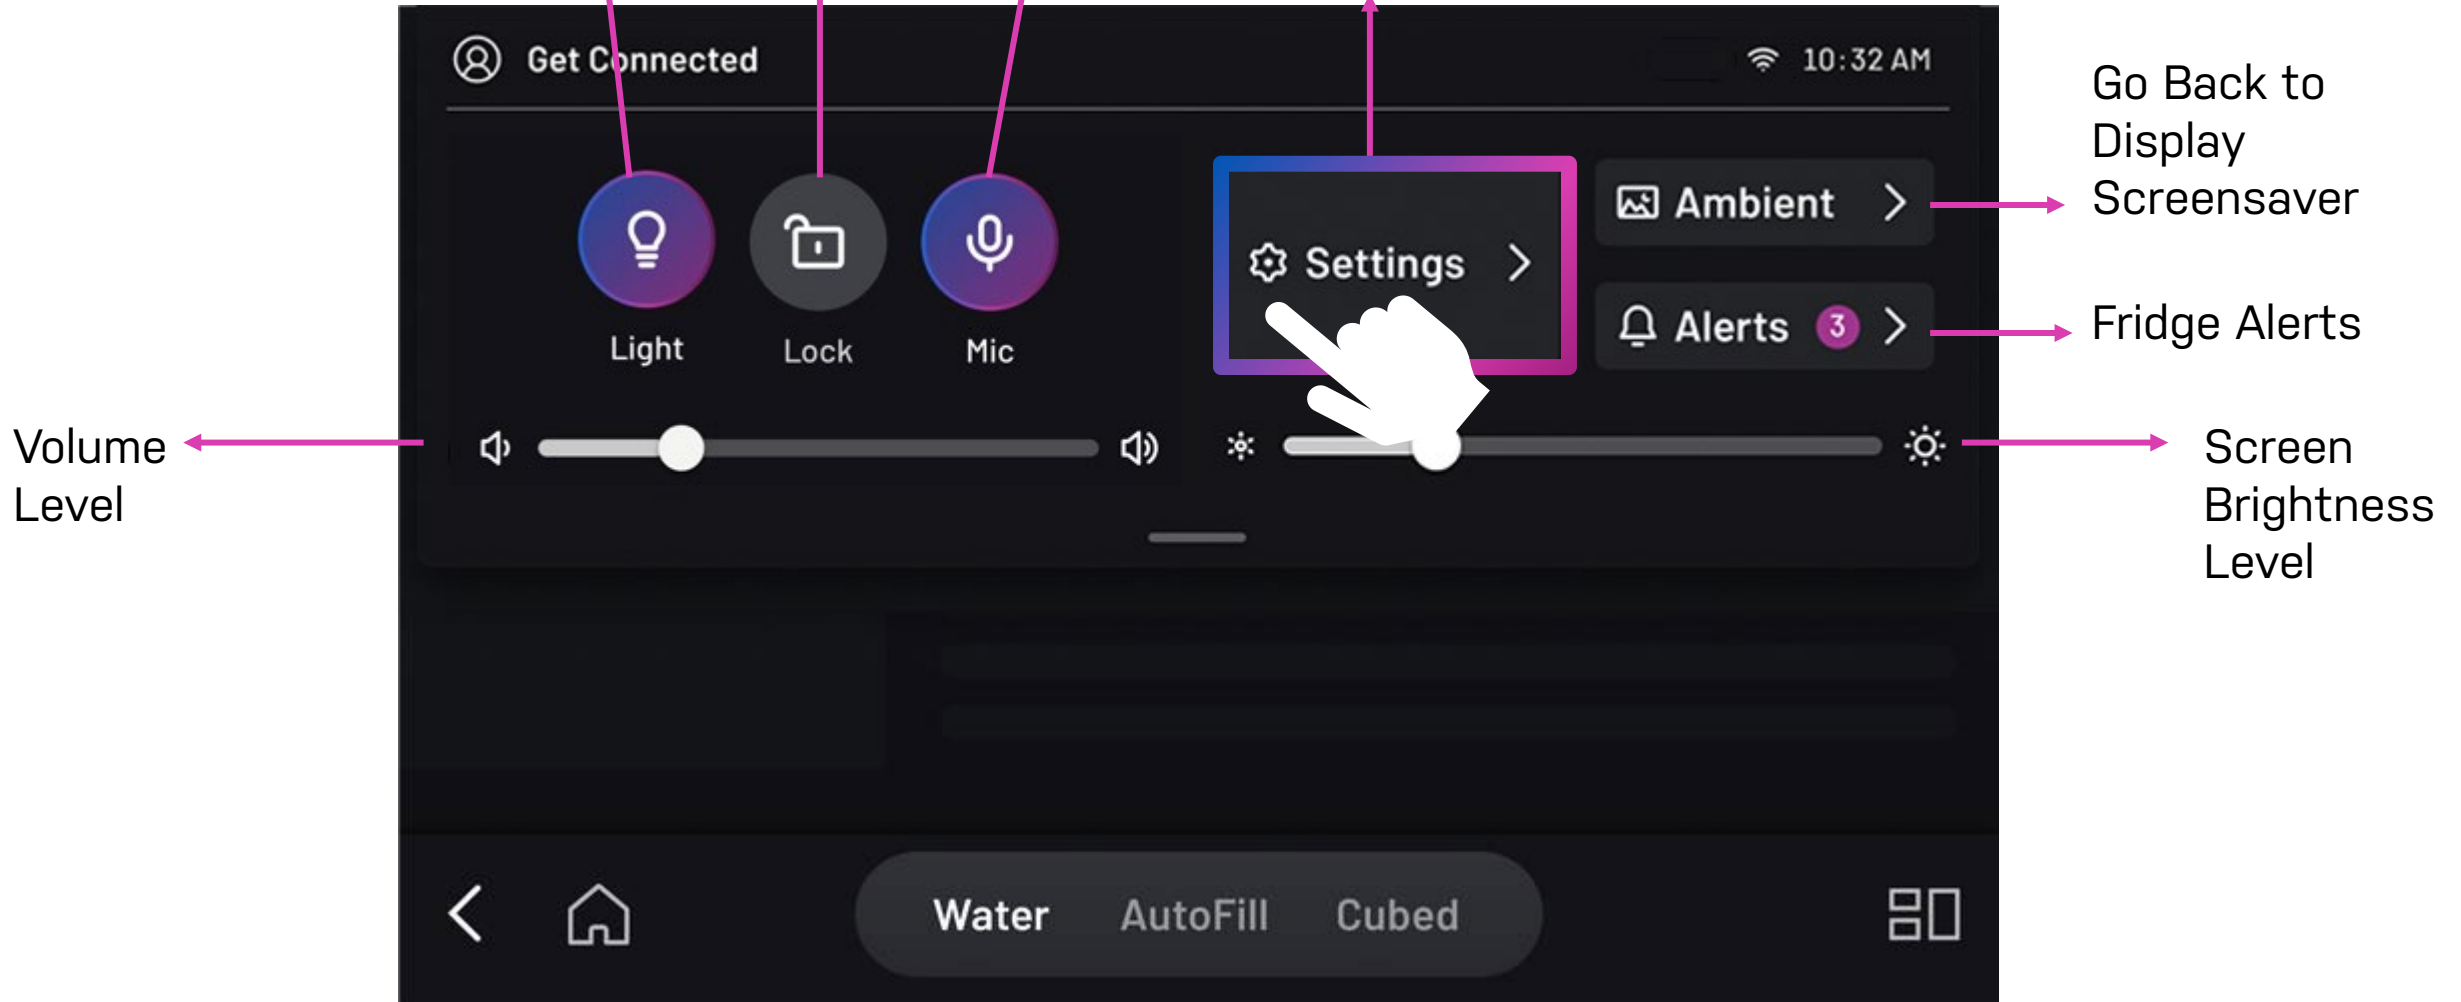 Get Connected
10:32 AM
Go Back to
Display
Screensaver
Ambient
Settings
Alerts 3
Fridge Alerts
Light
Lock
Mic
Volume
Level
Screen
Brightness
Level
Water
AutoFill
Cubed